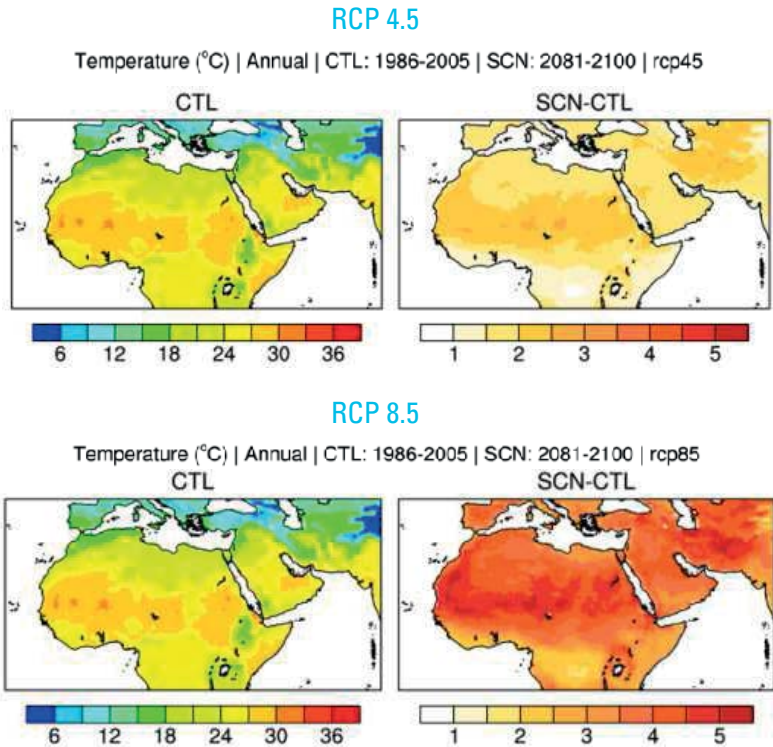 RCP 4.5
Temperature (°C) | Annual | CTL: 1986-2005 | SCN: 2081-2100 | rcp45
CTL
SCN-CTL
6 12 18 24 30 36
1 2 3 4 5
RCP 8.5
Temperature (°C) | Annual | CTL: 1986-2005 | SCN: 2081-2100 | rcp85
CTL
SCN-CTL
6 12 18 24 30 36
1 2 3 4 5